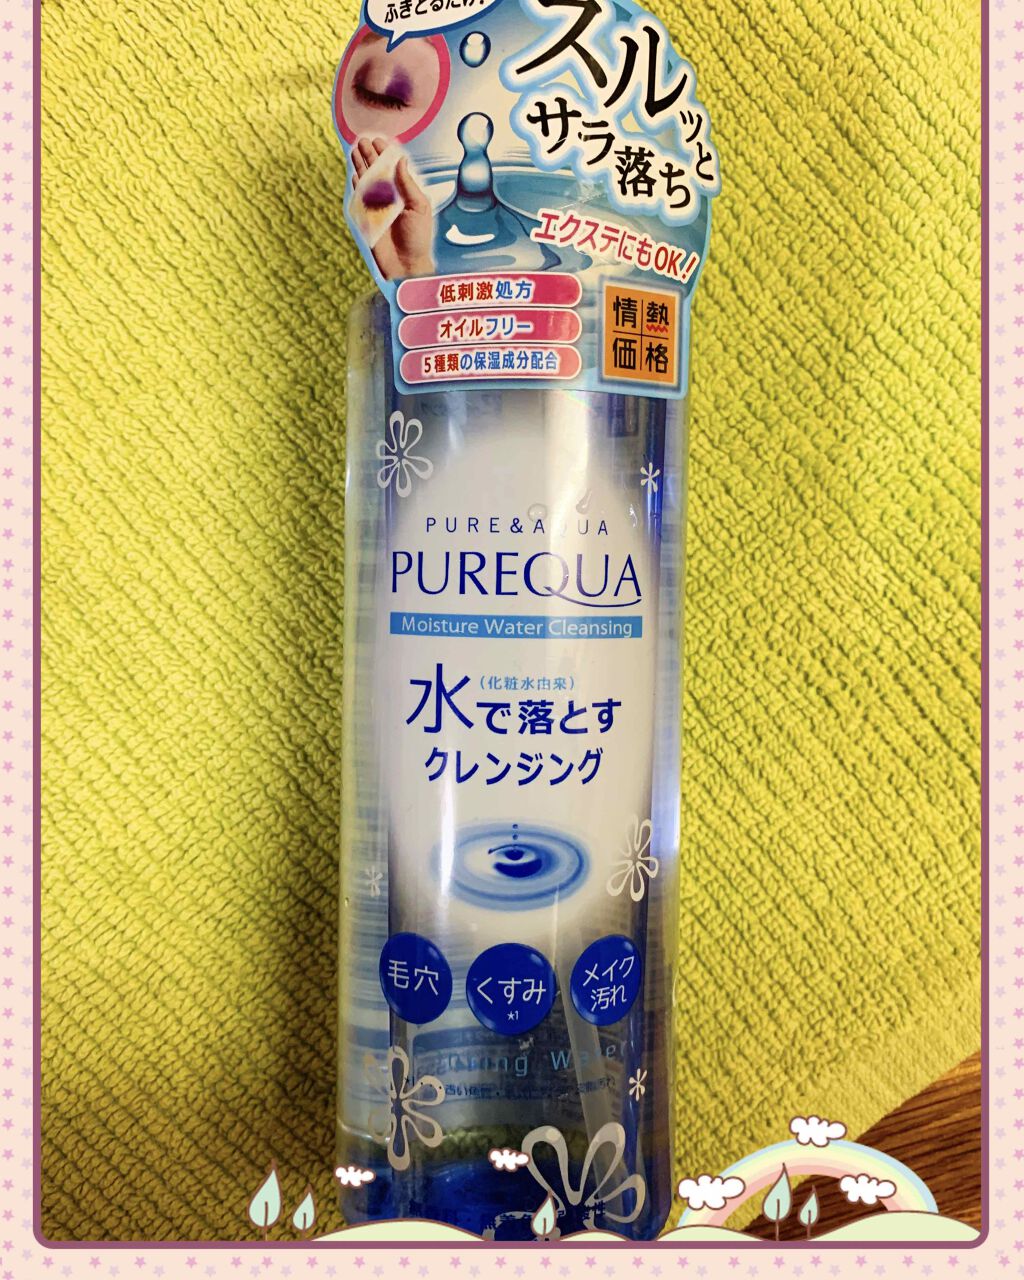 ふきとるだけ!
スルッと
サラ落ち
エクステにもOK!
低刺激処方
オイルフリー
5種類の保湿成分配合
情熱
価格
PURE&AQUA
PUREQUA
Moisture Water Cleansing
(化粧水由来)
水で落とす
クレンジング
毛穴
くすみ
*1
メイク
汚れ
Water